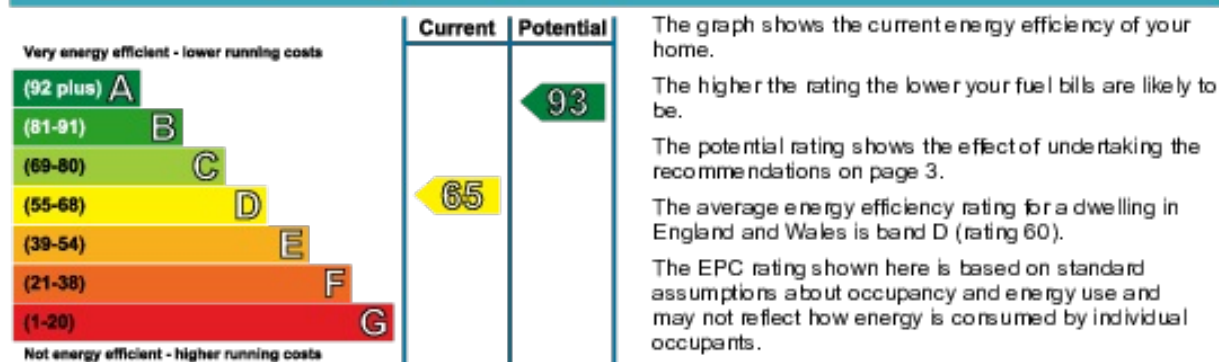 Current Potential
Very energy efficient - lower running costs
(92 plus) A
93
(81-91) B
(69-80) C
(55-68) D
65
(39-54) E
(21-38) F
(1-20) G
Not energy efficient - higher running costs
The graph shows the current energy efficiency of your
home.
The higher the rating the lower your fuel bills are likely to
be.
The potential rating shows the effect of undertaking the
recommendations on page 3.
The average energy efficiency rating for a dwelling in
England and Wales is band D (rating 60).
The EPC rating shown here is based on standard
assumptions about occupancy and energy use and
may not reflect how energy is consumed by individual
occupants.